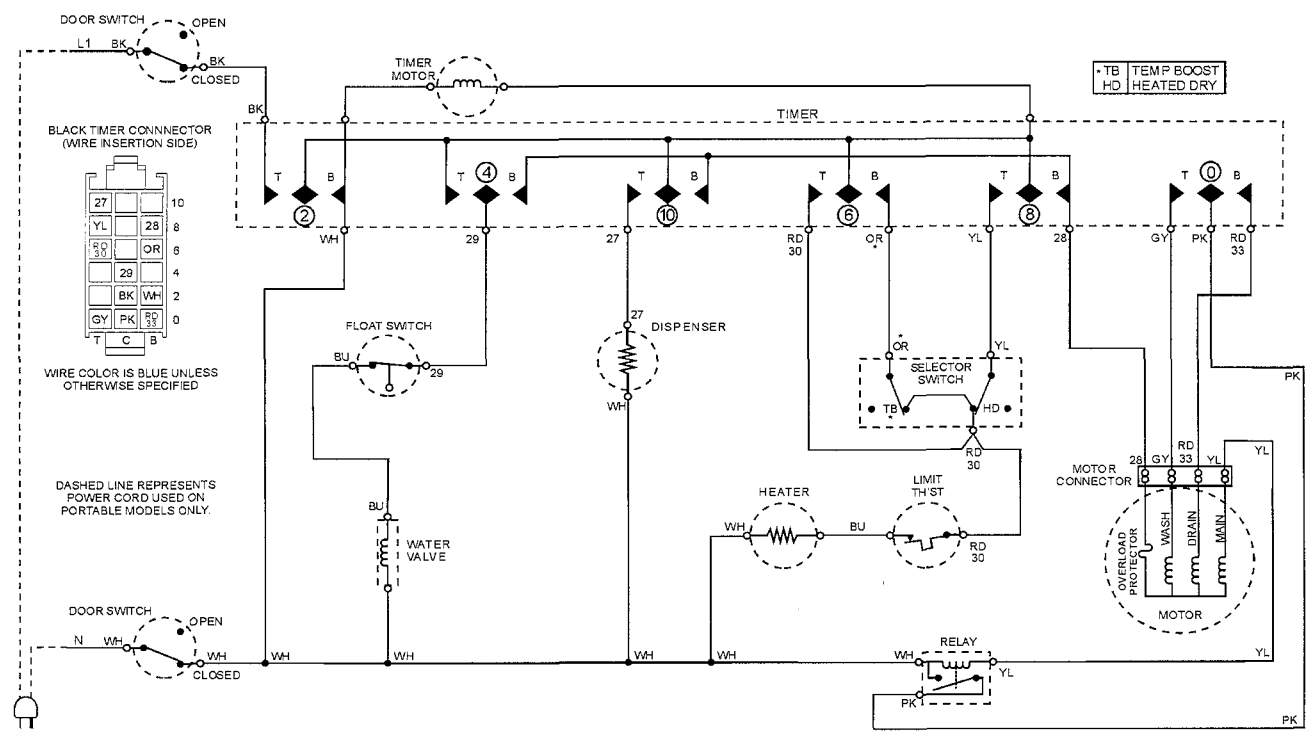 DOOR SWITCH
OPEN
L1
BK
BK
CLOSED
TIMER
MOTOR
* TB TEMP BOOST
HD HEATED DRY
BK
TIMER
BLACK TIMER CONNNECTOR
(WIRE INSERTION SIDE)
27 10
YL 28 8
RD 30 OR 6
29 4
BK WH 2
GY PK RD 33 0
T C B
WIRE COLOR IS BLUE UNLESS
OTHERWISE SPECIFIED
T B
2
T 4 B
T B
10
T B
6
T B
8
T 0 B
WH
29
27
RD
30
OR
*
YL
28
GY
PK
RD
33
FLOAT SWITCH
BU
29
27
DISPENSER
WH
*
OR
YL
SELECTOR
SWITCH
TB
*
HD
RD
30
PK
DASHED LINE REPRESENTS
POWER CORD USED ON
PORTABLE MODELS ONLY.
BU
WATER
VALVE
HEATER
WH
BU
LIMIT
TH'ST
RD
30
MOTOR
CONNECTOR
28
GY
RD
33
YL
YL
OVERLOAD
PROTECTOR
WASH
DRAIN
MAIN
MOTOR
DOOR SWITCH
OPEN
N
WH
WH
CLOSED
WH
WH
WH
WH
WH
RELAY
YL
YL
PK
PK